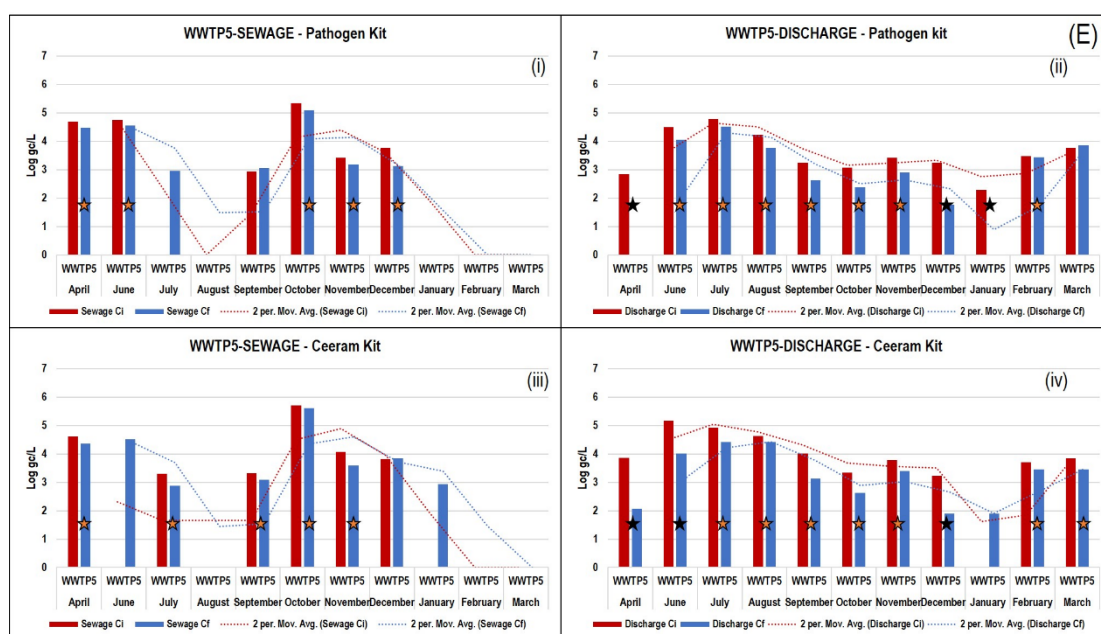 (E)
WWTP5-SEWAGE - Pathogen Kit
(i)
Log gc/L
7
6
5
4
3
2
1
0
WWTP5 WWTP5 WWTP5 WWTP5 WWTP5 WWTP5 WWTP5 WWTP5 WWTP5 WWTP5 WWTP5
April June July August September October November December January February March
Sewage Ci Sewage Cf 2 per. Mov. Avg. (Sewage Ci) 2 per. Mov. Avg. (Sewage Cf)
WWTP5-DISCHARGE - Pathogen kit
(ii)
Log gc/L
7
6
5
4
3
2
1
0
WWTP5 WWTP5 WWTP5 WWTP5 WWTP5 WWTP5 WWTP5 WWTP5 WWTP5 WWTP5 WWTP5
April June July August September October November December January February March
Discharge Ci Discharge Cf 2 per. Mov. Avg. (Discharge Ci) 2 per. Mov. Avg. (Discharge Cf)
WWTP5-SEWAGE - Ceeram Kit
(iii)
Log gc/L
7
6
5
4
3
2
1
0
WWTP5 WWTP5 WWTP5 WWTP5 WWTP5 WWTP5 WWTP5 WWTP5 WWTP5 WWTP5 WWTP5
April June July August September October November December January February March
Sewage Ci Sewage Cf 2 per. Mov. Avg. (Sewage Ci) 2 per. Mov. Avg. (Sewage Cf)
WWTP5-DISCHARGE - Ceeram Kit
(iv)
Log gc/L
7
6
5
4
3
2
1
0
WWTP5 WWTP5 WWTP5 WWTP5 WWTP5 WWTP5 WWTP5 WWTP5 WWTP5 WWTP5 WWTP5
April June July August September October November December January February March
Discharge Ci Discharge Cf 2 per. Mov. Avg. (Discharge Ci) 2 per. Mov. Avg. (Discharge Cf)